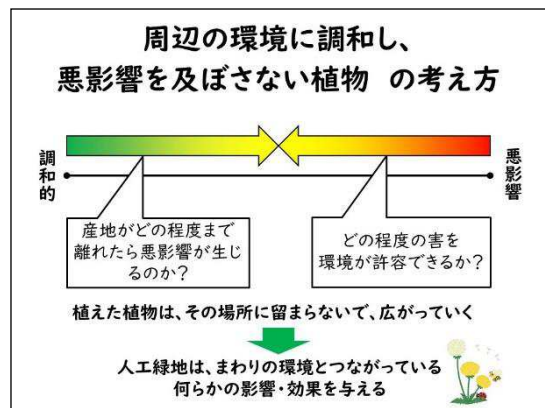 周辺の環境に調和し、
悪影響を及ぼさない植物 の考え方
調和的
悪影響
産地がどの程度まで
離れたら悪影響が生じ
るのか?
どの程度の害を
環境が許容できるか?
植えた植物は、その場所に留まらないで、広がっていく
人工緑地は、まわりの環境とつながっている
何らかの影響・効果を与える